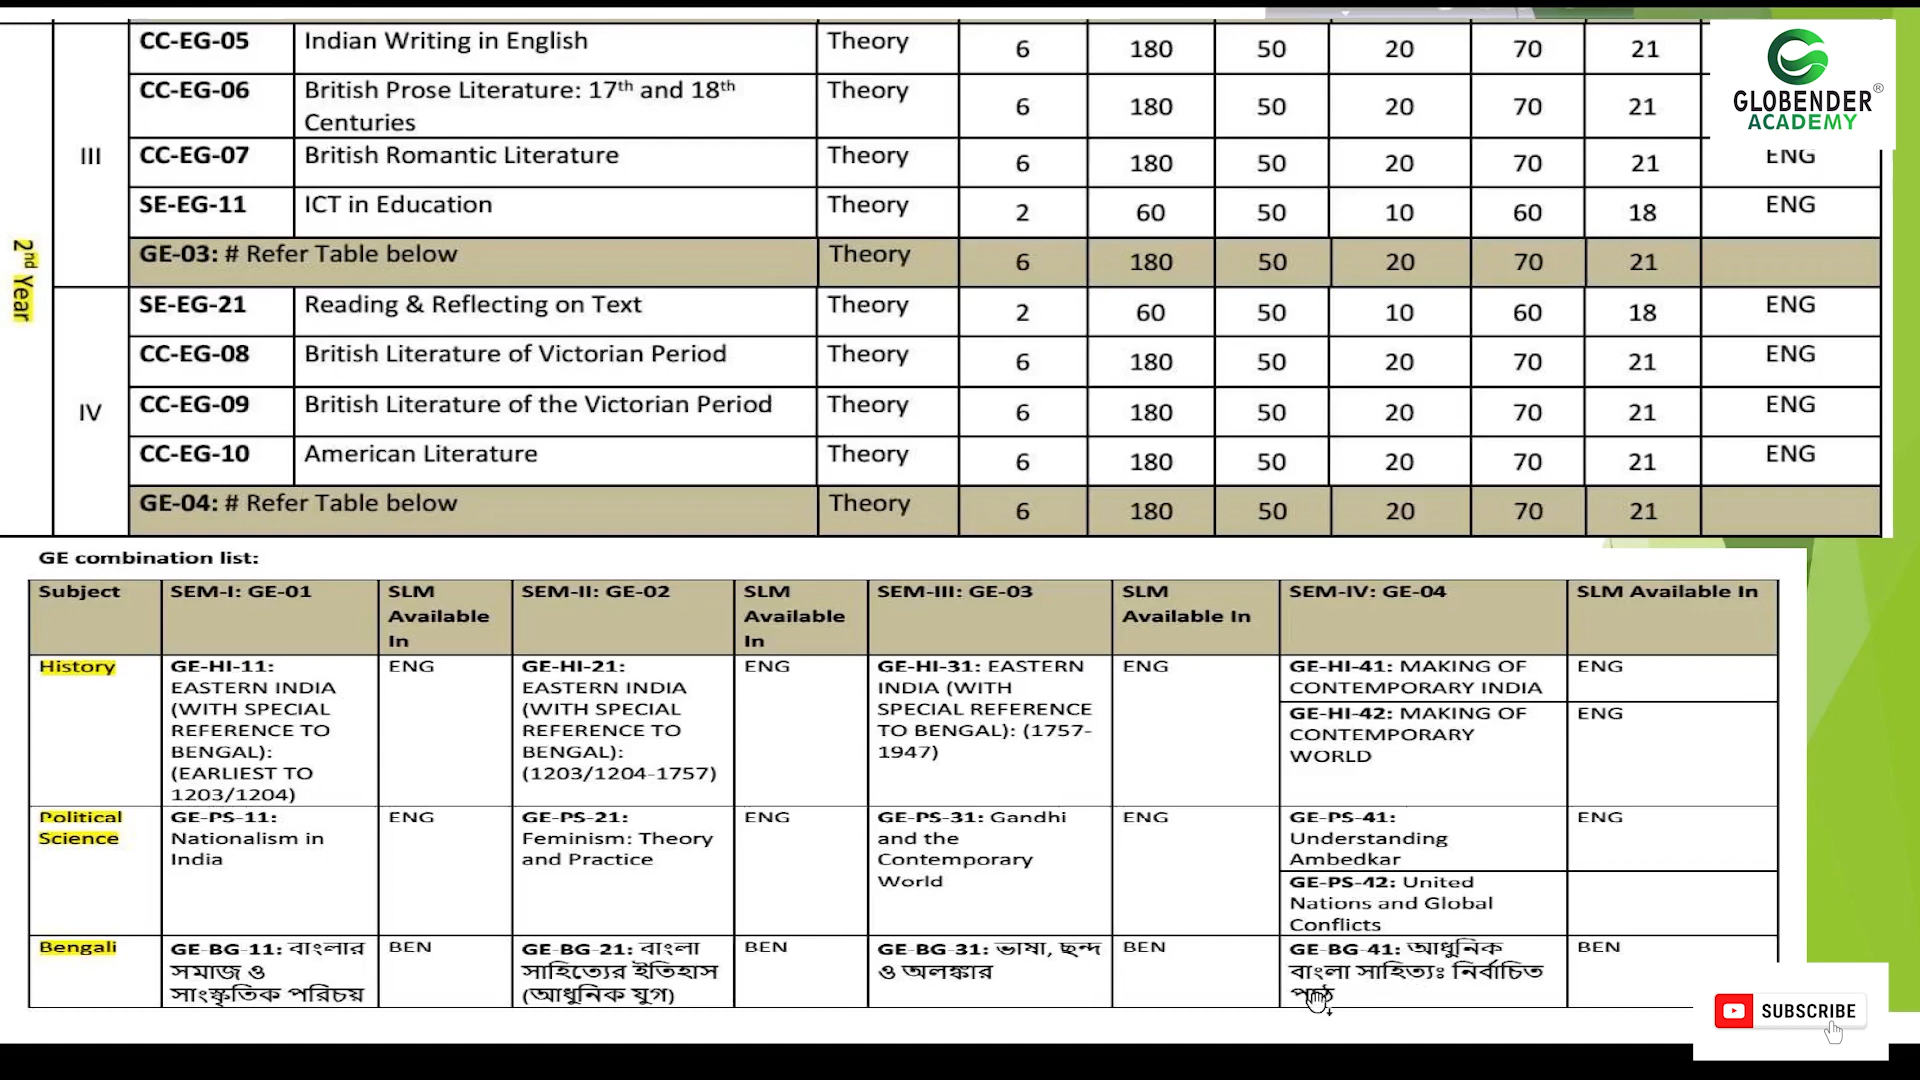 CC-EG-05 Indian Writing in English Theory 6 180 50 20 70 21
CC-EG-06 British Prose Literature: 17th and 18th Centuries Theory 6 180 50 20 70 21
III
CC-EG-07 British Romantic Literature Theory 6 180 50 20 70 21 ENG
SE-EG-11 ICT in Education Theory 2 60 50 10 60 18 ENG
GE-03: # Refer Table below Theory 6 180 50 20 70 21
2nd Year
SE-EG-21 Reading & Reflecting on Text Theory 2 60 50 10 60 18 ENG
CC-EG-08 British Literature of Victorian Period Theory 6 180 50 20 70 21 ENG
IV
CC-EG-09 British Literature of the Victorian Period Theory 6 180 50 20 70 21 ENG
CC-EG-10 American Literature Theory 6 180 50 20 70 21 ENG
GE-04: # Refer Table below Theory 6 180 50 20 70 21
GLOBENDER®
ACADEMY
GE combination list:
Subject SEM-I: GE-01 SLM Available In SEM-II: GE-02 SLM Available In SEM-III: GE-03 SLM Available In SEM-IV: GE-04 SLM Available In
History
GE-HI-11:
EASTERN INDIA
(WITH SPECIAL
REFERENCE TO
BENGAL):
(EARLIEST TO
1203/1204)
ENG
GE-HI-21:
EASTERN INDIA
(WITH SPECIAL
REFERENCE TO
BENGAL):
(1203/1204-1757)
ENG
GE-HI-31: EASTERN
INDIA (WITH
SPECIAL REFERENCE
TO BENGAL): (1757-
1947)
ENG
GE-HI-41: MAKING OF
CONTEMPORARY INDIA
ENG
GE-HI-42: MAKING OF
CONTEMPORARY
WORLD
ENG
Political
Science
GE-PS-11:
Nationalism in
India
ENG
GE-PS-21:
Feminism: Theory
and Practice
ENG
GE-PS-31: Gandhi
and the
Contemporary
World
ENG
GE-PS-41:
Understanding
Ambedkar
ENG
GE-PS-42: United
Nations and Global
Conflicts
Bengali
GE-BG-11: বাংলার
সমাজ ও
সাংস্কৃতিক পরিচয়
BEN
GE-BG-21: বাংলা
সাহিত্যের ইতিহাস
(আধুনিক যুগ)
BEN
GE-BG-31: ভাষা, ছন্দ
ও অলঙ্কার
BEN
GE-BG-41: আধুনিক
বাংলা সাহিত্যঃ নির্বাচিত
BEN
SUBSCRIBE